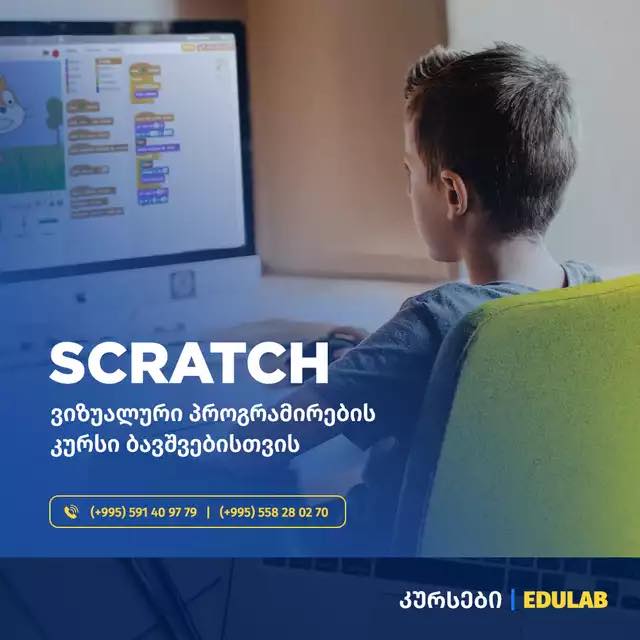 SCRATCH
ვიზუალური პროგრამირების
კურსი ბავშვებისთვის
(+995) 591 40 97 79 | (+995) 558 28 02 70
კურსები | EDULAB